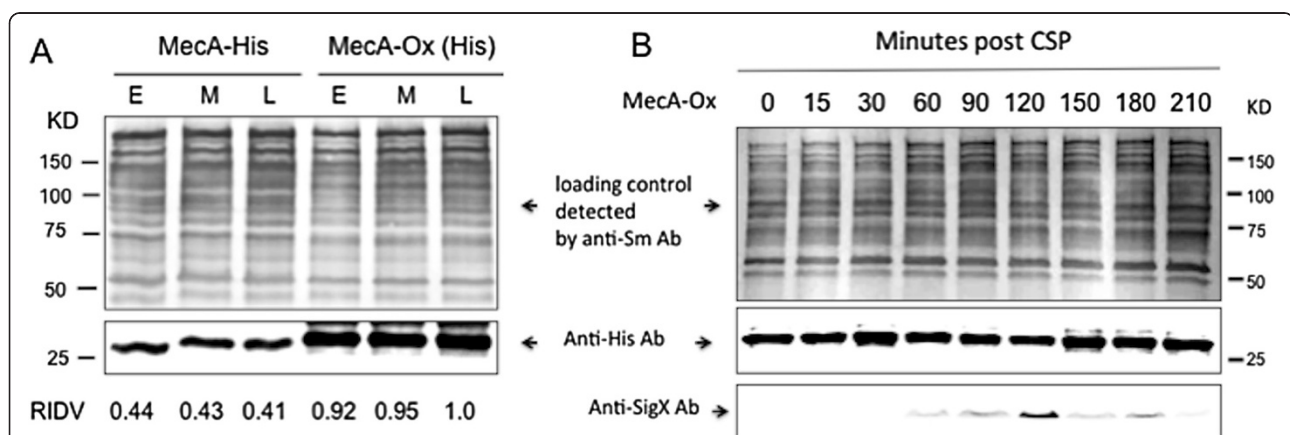 A
MecA-His MecA-Ox (His)
E M L E M L
KD
150
100
75
50
25
RIDV 0.44 0.43 0.41 0.92 0.95 1.0
loading control
detected
by anti-Sm Ab
Anti-His Ab
Anti-SigX Ab
B
Minutes post CSP
MecA-Ox 0 15 30 60 90 120 150 180 210 KD
150
100
75
50
25